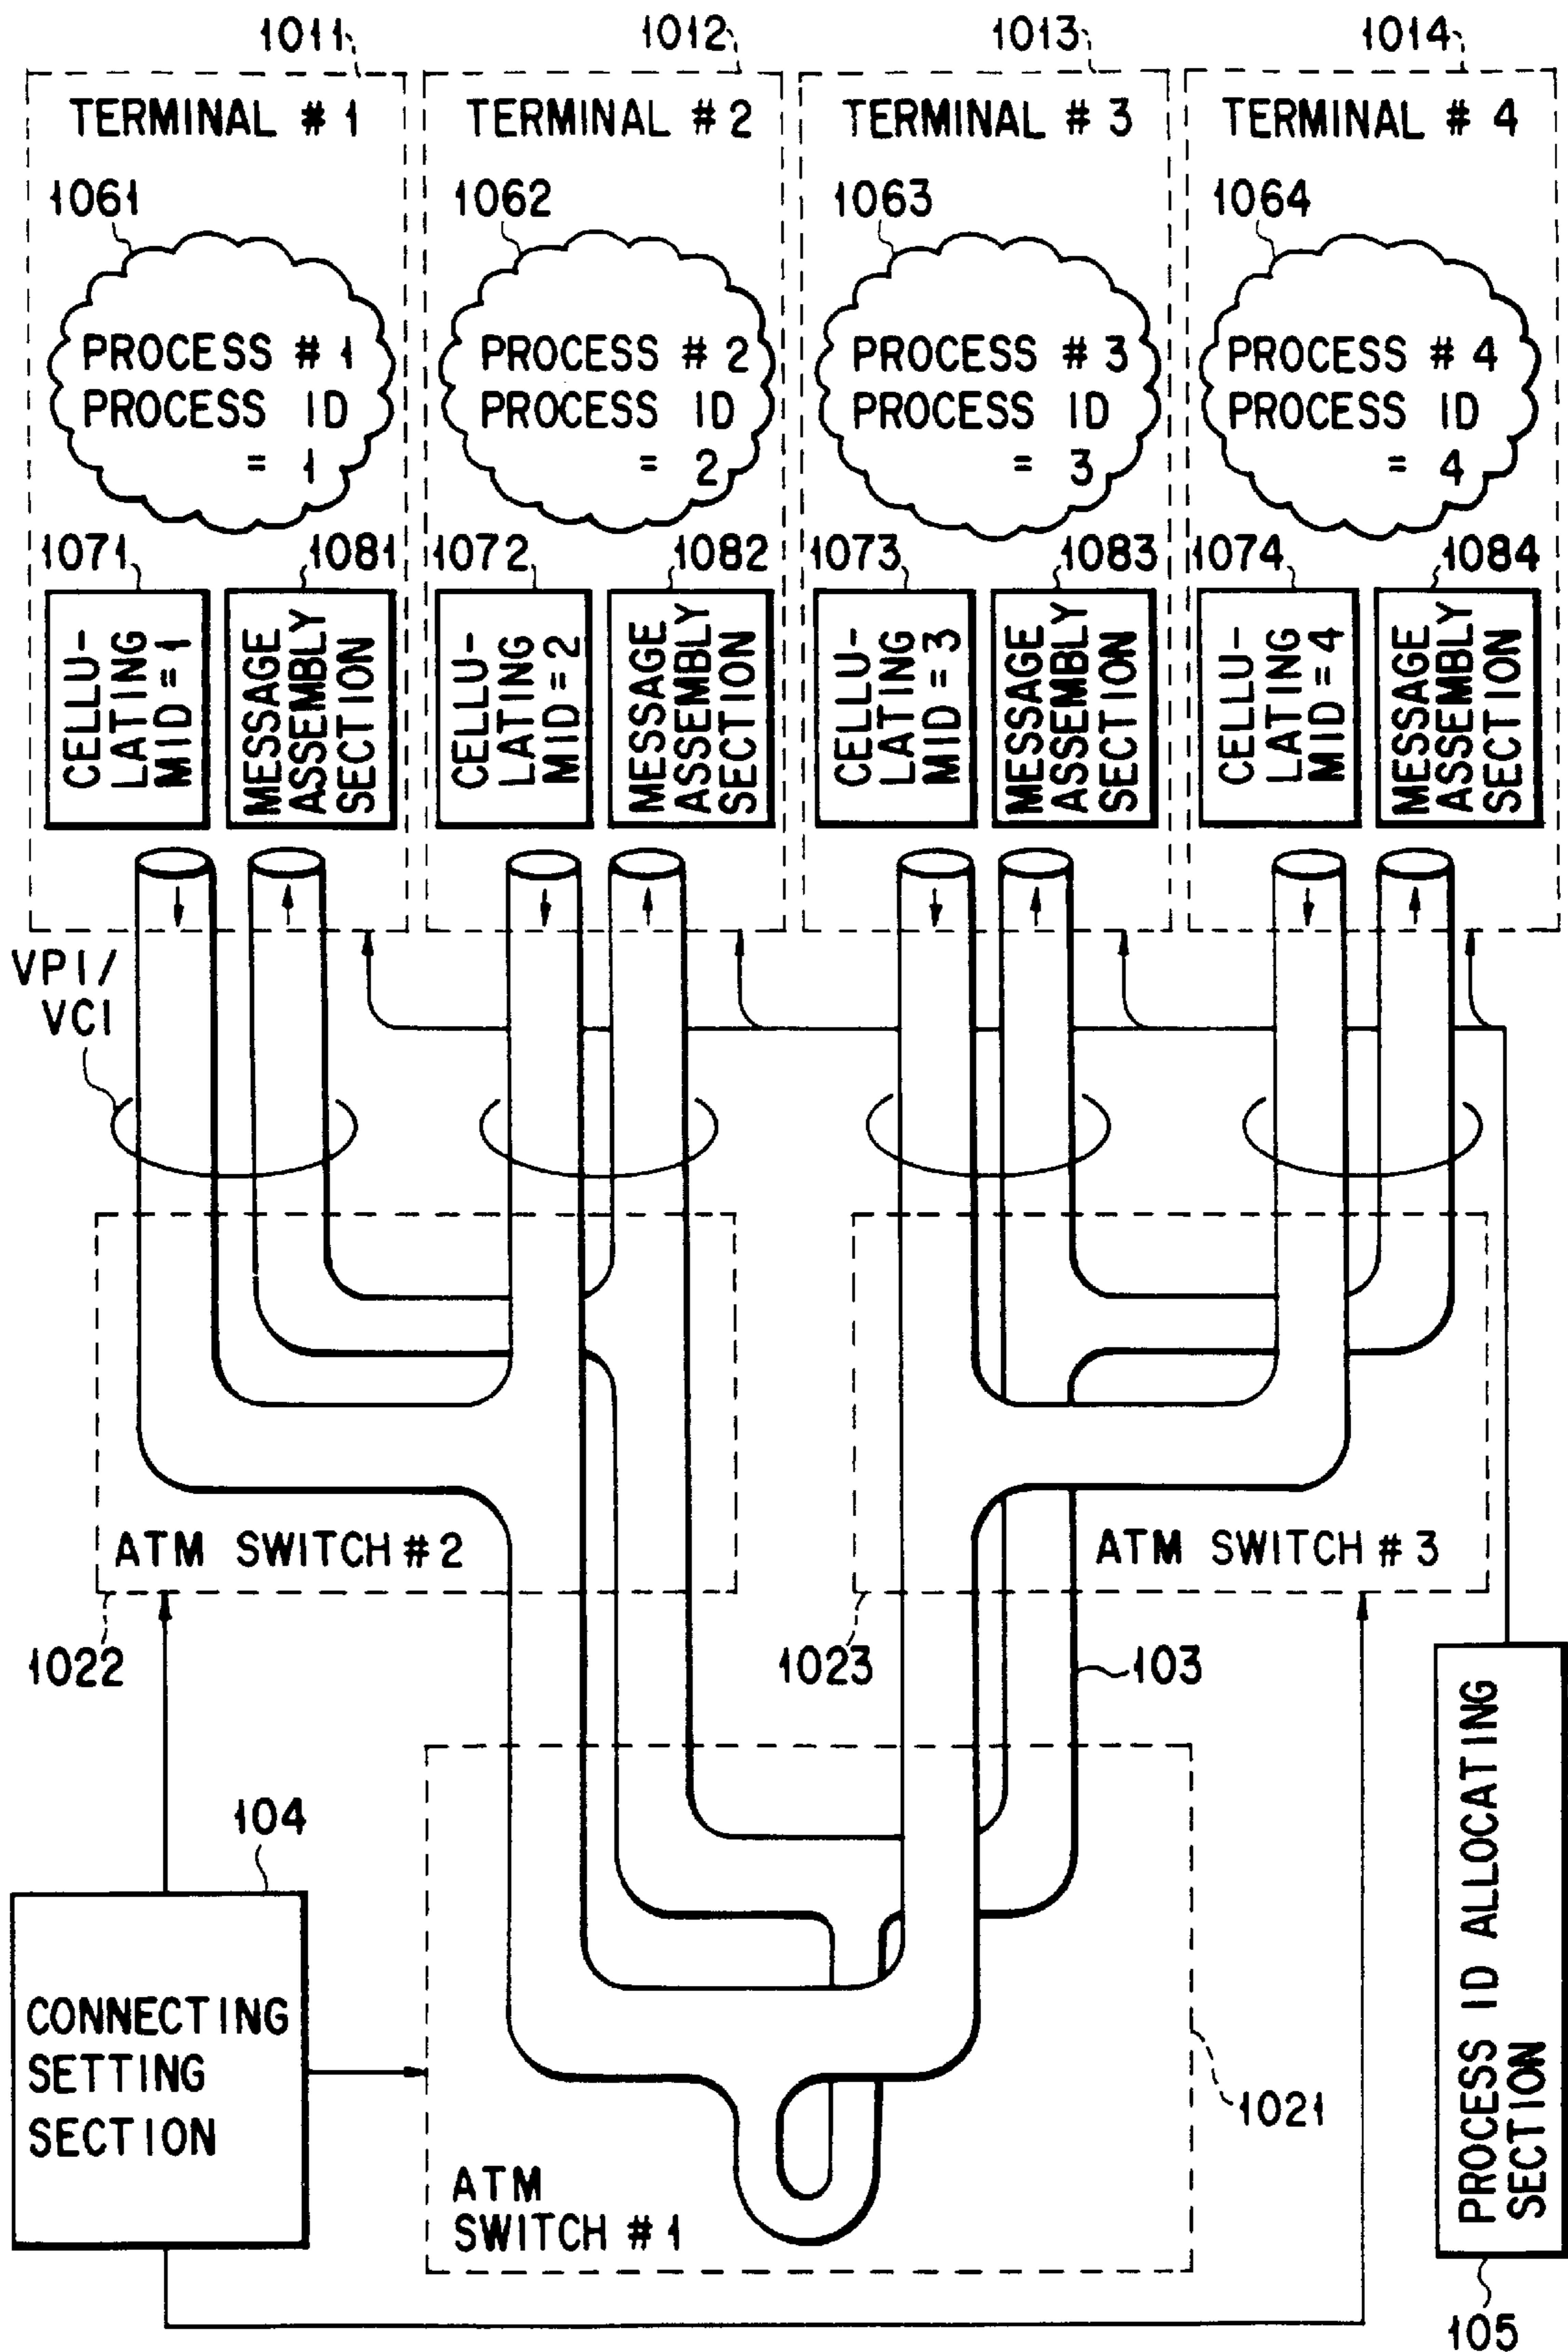 1011
1012
1013
1014
TERMINAL # 1
TERMINAL # 2
TERMINAL # 3
TERMINAL # 4
1061
1062
1063
1064
PROCESS # 1
PROCESS ID
= 1
PROCESS # 2
PROCESS ID
= 2
PROCESS # 3
PROCESS ID
= 3
PROCESS # 4
PROCESS ID
= 4
1071
1081
1072
1082
1073
1083
1074
1084
CELLU-
LATING
MID = 1
MESSAGE
ASSEMBLY
SECTION
CELLU-
LATING
MID = 2
MESSAGE
ASSEMBLY
SECTION
CELLU-
LATING
MID = 3
MESSAGE
ASSEMBLY
SECTION
CELLU-
LATING
MID = 4
MESSAGE
ASSEMBLY
SECTION
VPI/
VCI
ATM SWITCH # 2
ATM SWITCH # 3
1022
1023
103
104
CONNECTING
SETTING
SECTION
ATM
SWITCH # 1
1021
PROCESS ID ALLOCATING
SECTION
105